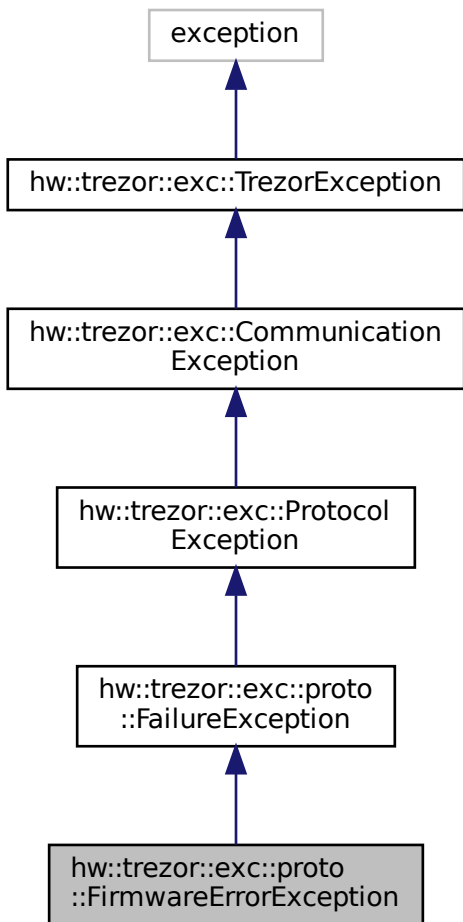 exception
hw::trezor::exc::TrezorException
hw::trezor::exc::Communication
Exception
hw::trezor::exc::Protocol
Exception
hw::trezor::exc::proto
::FailureException
hw::trezor::exc::proto
::FirmwareErrorException